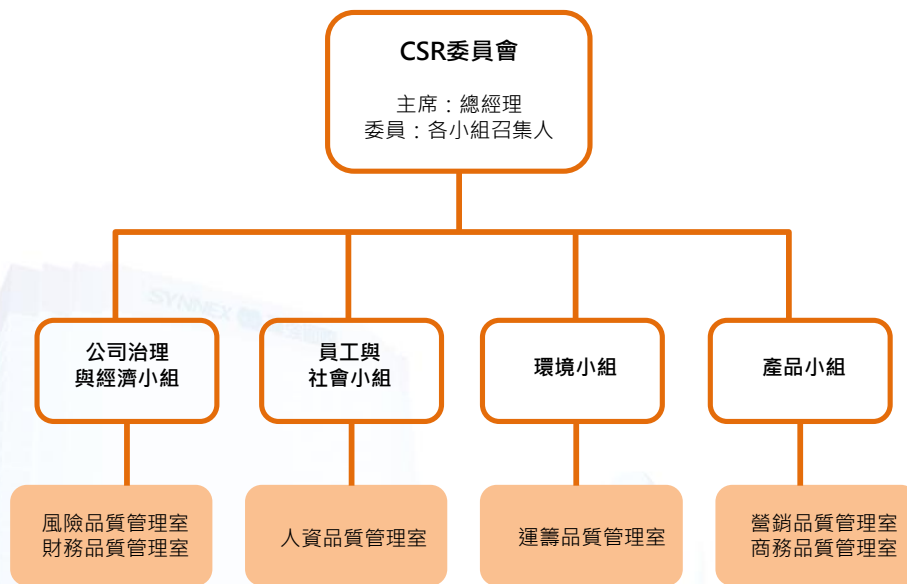 CSR委員會
主席：總經理
委員：各小組召集人
SYNNEX
公司治理
與經濟小組
員工與
社會小組
環境小組
產品小組
風險品質管理室
財務品質管理室
人資品質管理室
運籌品質管理室
營銷品質管理室
商務品質管理室